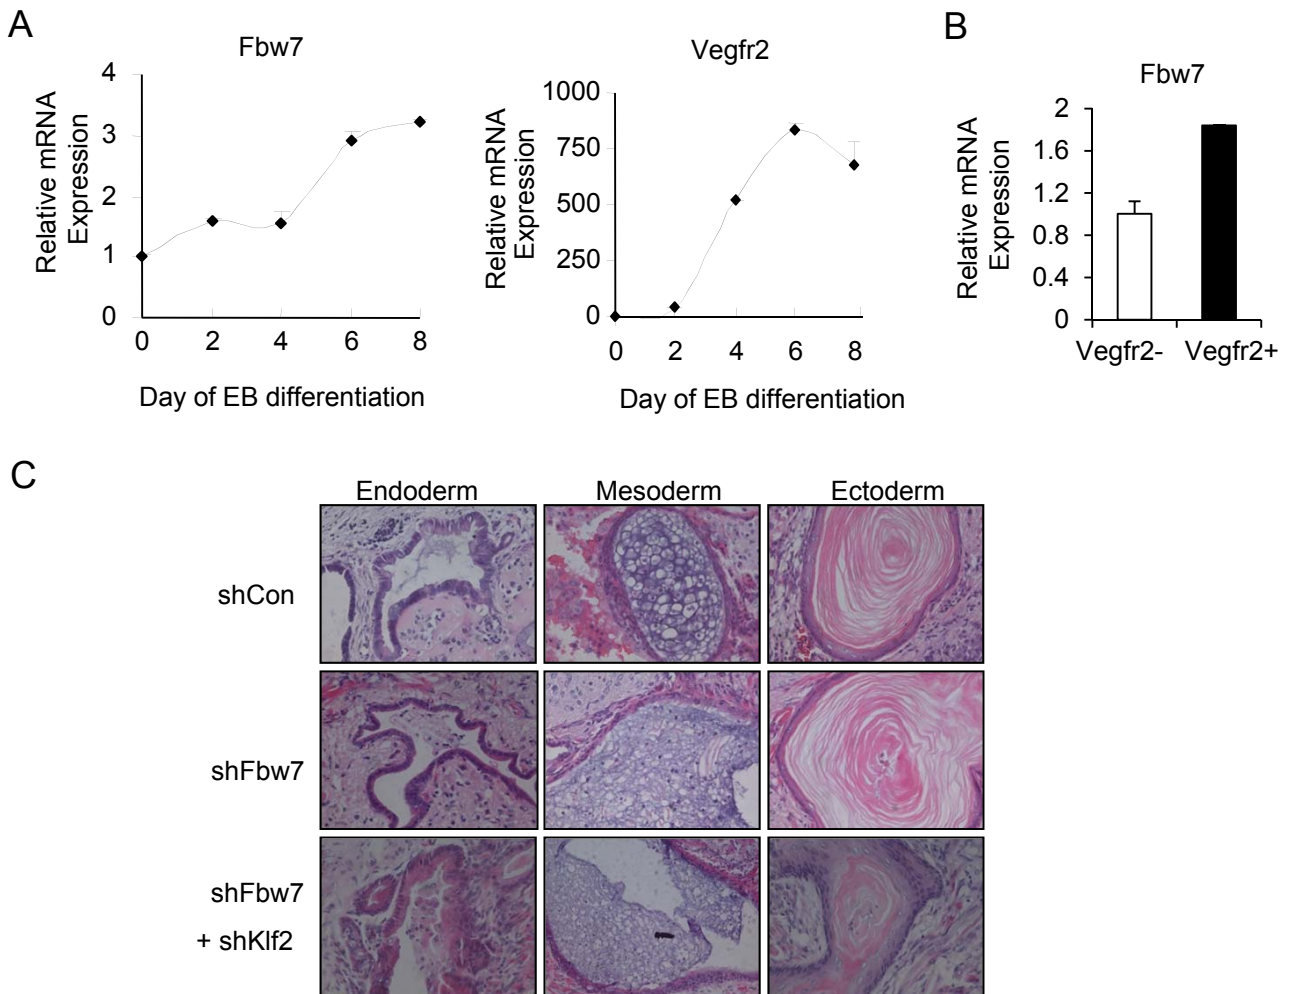 A
Fbw7
Relative mRNA
Expression
4
3
2
1
0
0 2 4 6 8
Day of EB differentiation
Vegfr2
Relative mRNA
Expression
1000
750
500
250
0
0 2 4 6 8
Day of EB differentiation
B
Fbw7
Relative mRNA
Expression
2
1.6
1.2
0.8
0.4
0
Vegfr2- Vegfr2+
C
Endoderm Mesoderm Ectoderm
shCon
shFbw7
shFbw7
+ shKlf2